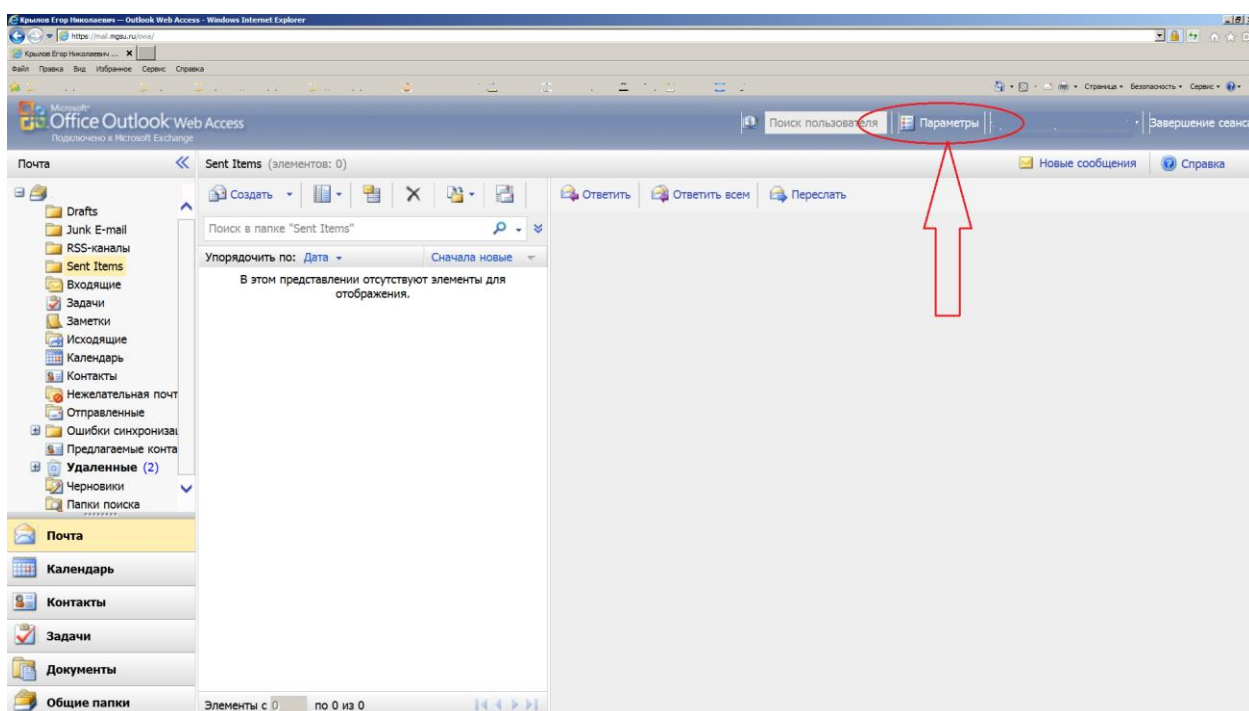 Крылов Егор Николаевич — Outlook Web Access - Windows Internet Explorer
https://mail.mgsu.ru/owa/
Крылов Егор Николаевич ...
Файл Правка Вид Избранное Сервис Справка
Страница Безопасность Сервис
Microsoft
Office Outlook Web Access
Подключено к Microsoft Exchange
Поиск пользователя Параметры Завершение сеанса
Почта
Sent Items (элементов: 0)
Новые сообщения Справка
Drafts
Junk E-mail
RSS-каналы
Sent Items
Входящие
Задачи
Заметки
Исходящие
Календарь
Контакты
Нежелательная почт
Отправленные
Ошибки синхрониза
Предлагаемые конта
Удаленные (2)
Черновики
Папки поиска
Почта
Календарь
Контакты
Задачи
Документы
Общие папки
Создать
Поиск в папке "Sent Items"
Упорядочить по: Дата Сначала новые
В этом представлении отсутствуют элементы для
отображения.
Элементы с 0 по 0 из 0
Ответить Ответить всем Переслать